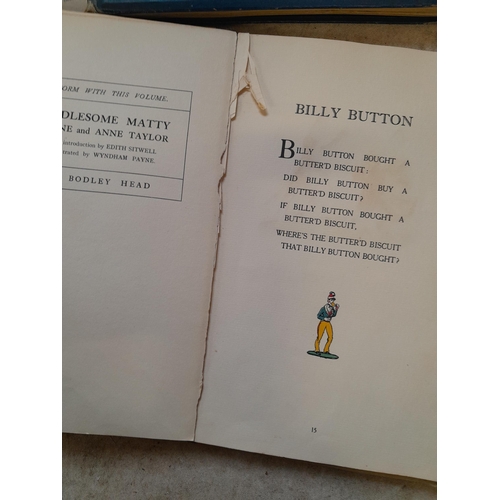 ORM WITH THIS VOLUME.
DLESOME MATTY
NE and ANNE TAYLOR
introduction by EDITH SITWELL
trated by WYNDHAM PAYNE.
BODLEY HEAD
BILLY BUTTON
BILLY BUTTON BOUGHT A
BUTTER'D BISCUIT:
DID BILLY BUTTON BUY A
BUTTER'D BISCUIT?
IF BILLY BUTTON BOUGHT A
BUTTER'D BISCUIT,
WHERE'S THE BUTTER'D BISCUIT
THAT BILLY BUTTON BOUGHT?
15